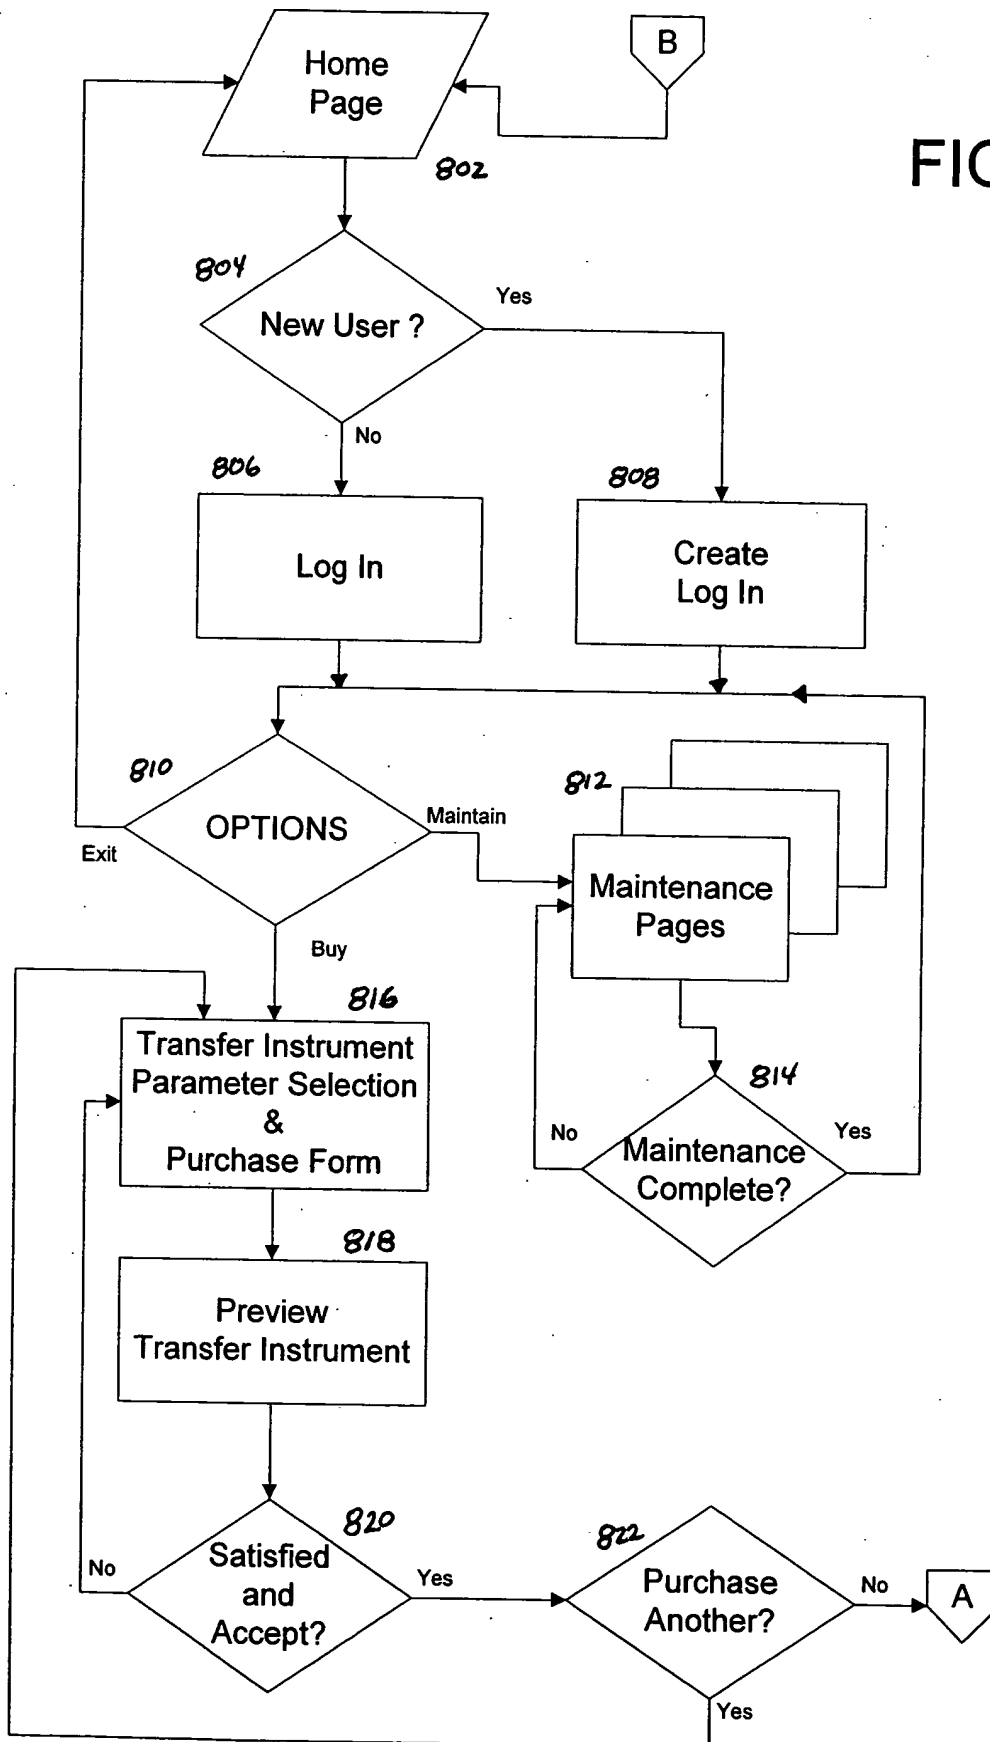 Home
Page
B
802
FIG
804
New User ?
Yes
No
806
808
Log In
Create
Log In
810
OPTIONS
Exit
Maintain
812
Maintenance
Pages
Buy
816
Transfer Instrument
Parameter Selection
&
Purchase Form
814
No
Maintenance
Complete?
Yes
818
Preview
Transfer Instrument
820
No
Satisfied
and
Accept?
Yes
822
Purchase
Another?
No
A
Yes